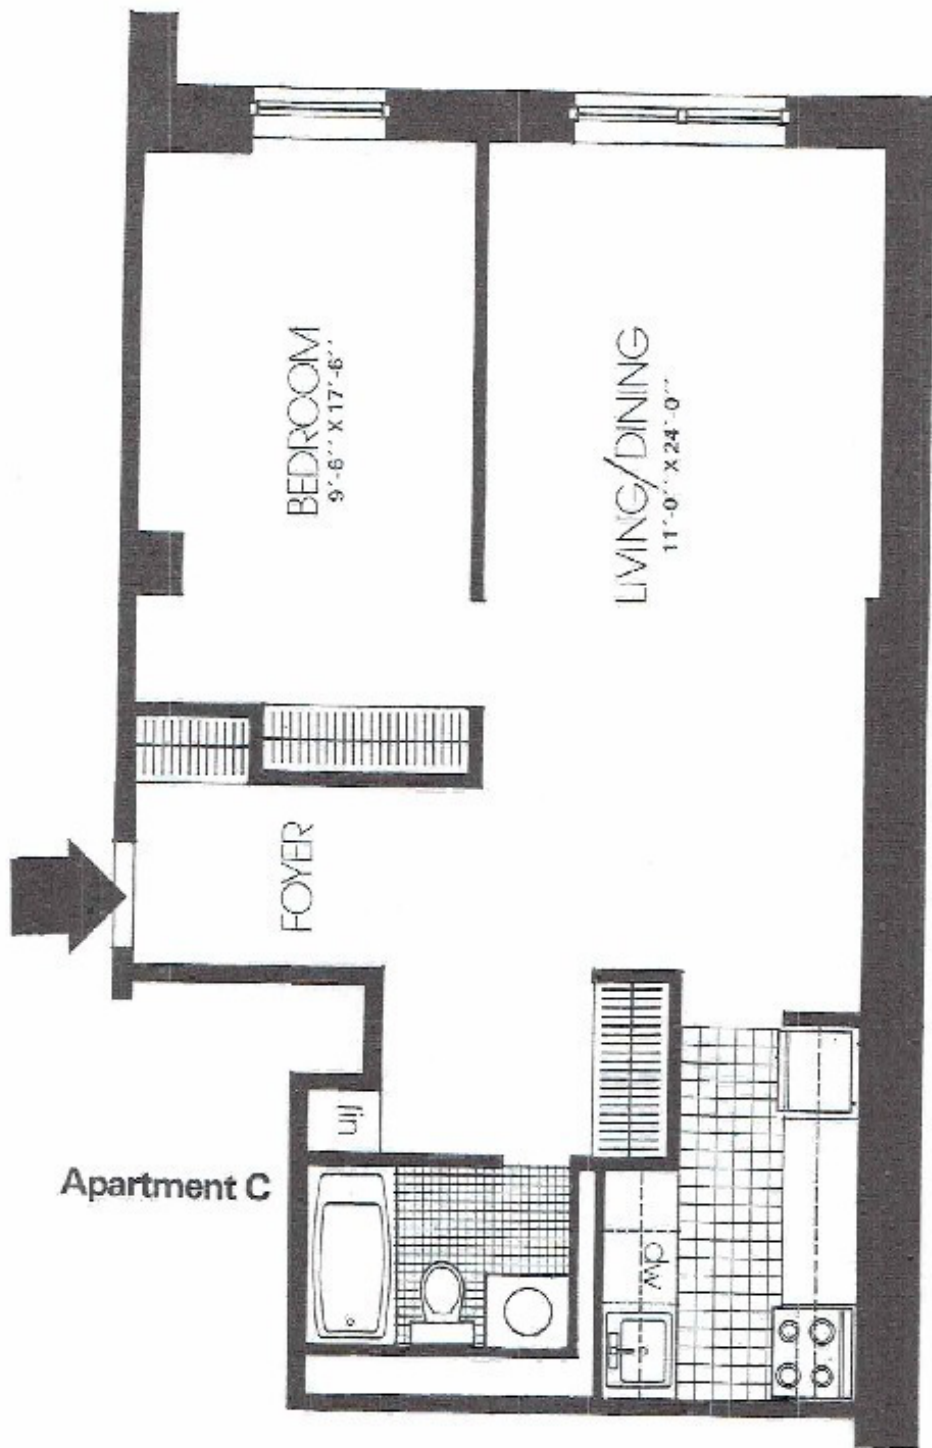 BEDROOM
9'-6'' X 17'-6''
LIVING/DINING
11'-0'' X 24'-0''
FOYER
lin
Apartment C
dw